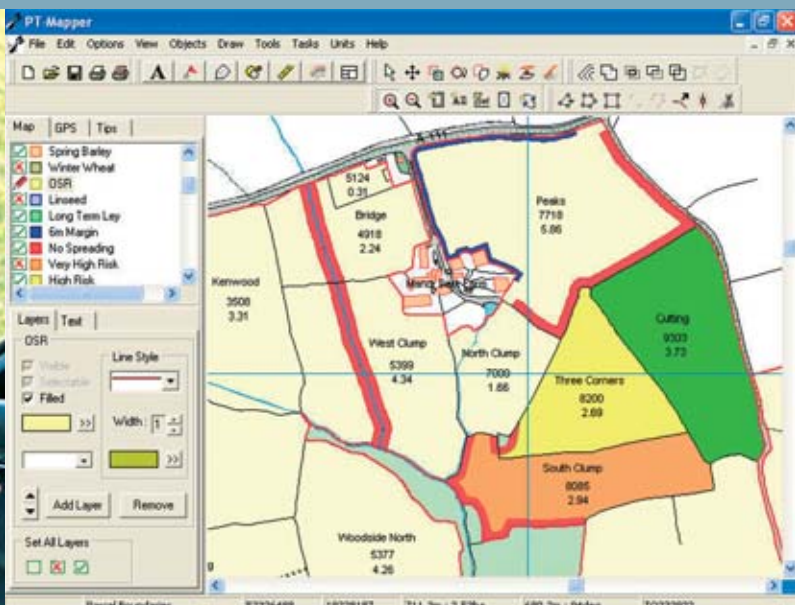 PT-Mapper
File Edit Options View Objects Draw Tools Tasks Units Help
Map GPS Tips
Spring Barley
Winter Wheat
OSR
Linseed
Long Term Ley
6m Margin
No Spreading
Very High Risk
High Risk
Layers Text
OSR
Visible
Selectable
Filled
Line Style
Width: 1
Add Layer Remove
Set All Layers
A 111
5124
0.31
Bridge
4918
2.24
Peaks
7718
5.86
Kenwood
3508
3.31
Manor
West Clump
5399
4.34
North Clump
7000
1.66
Cutting
9303
3.73
Three Corners
8200
2.69
South Clump
8085
2.94
Woodside North
5377
4.26